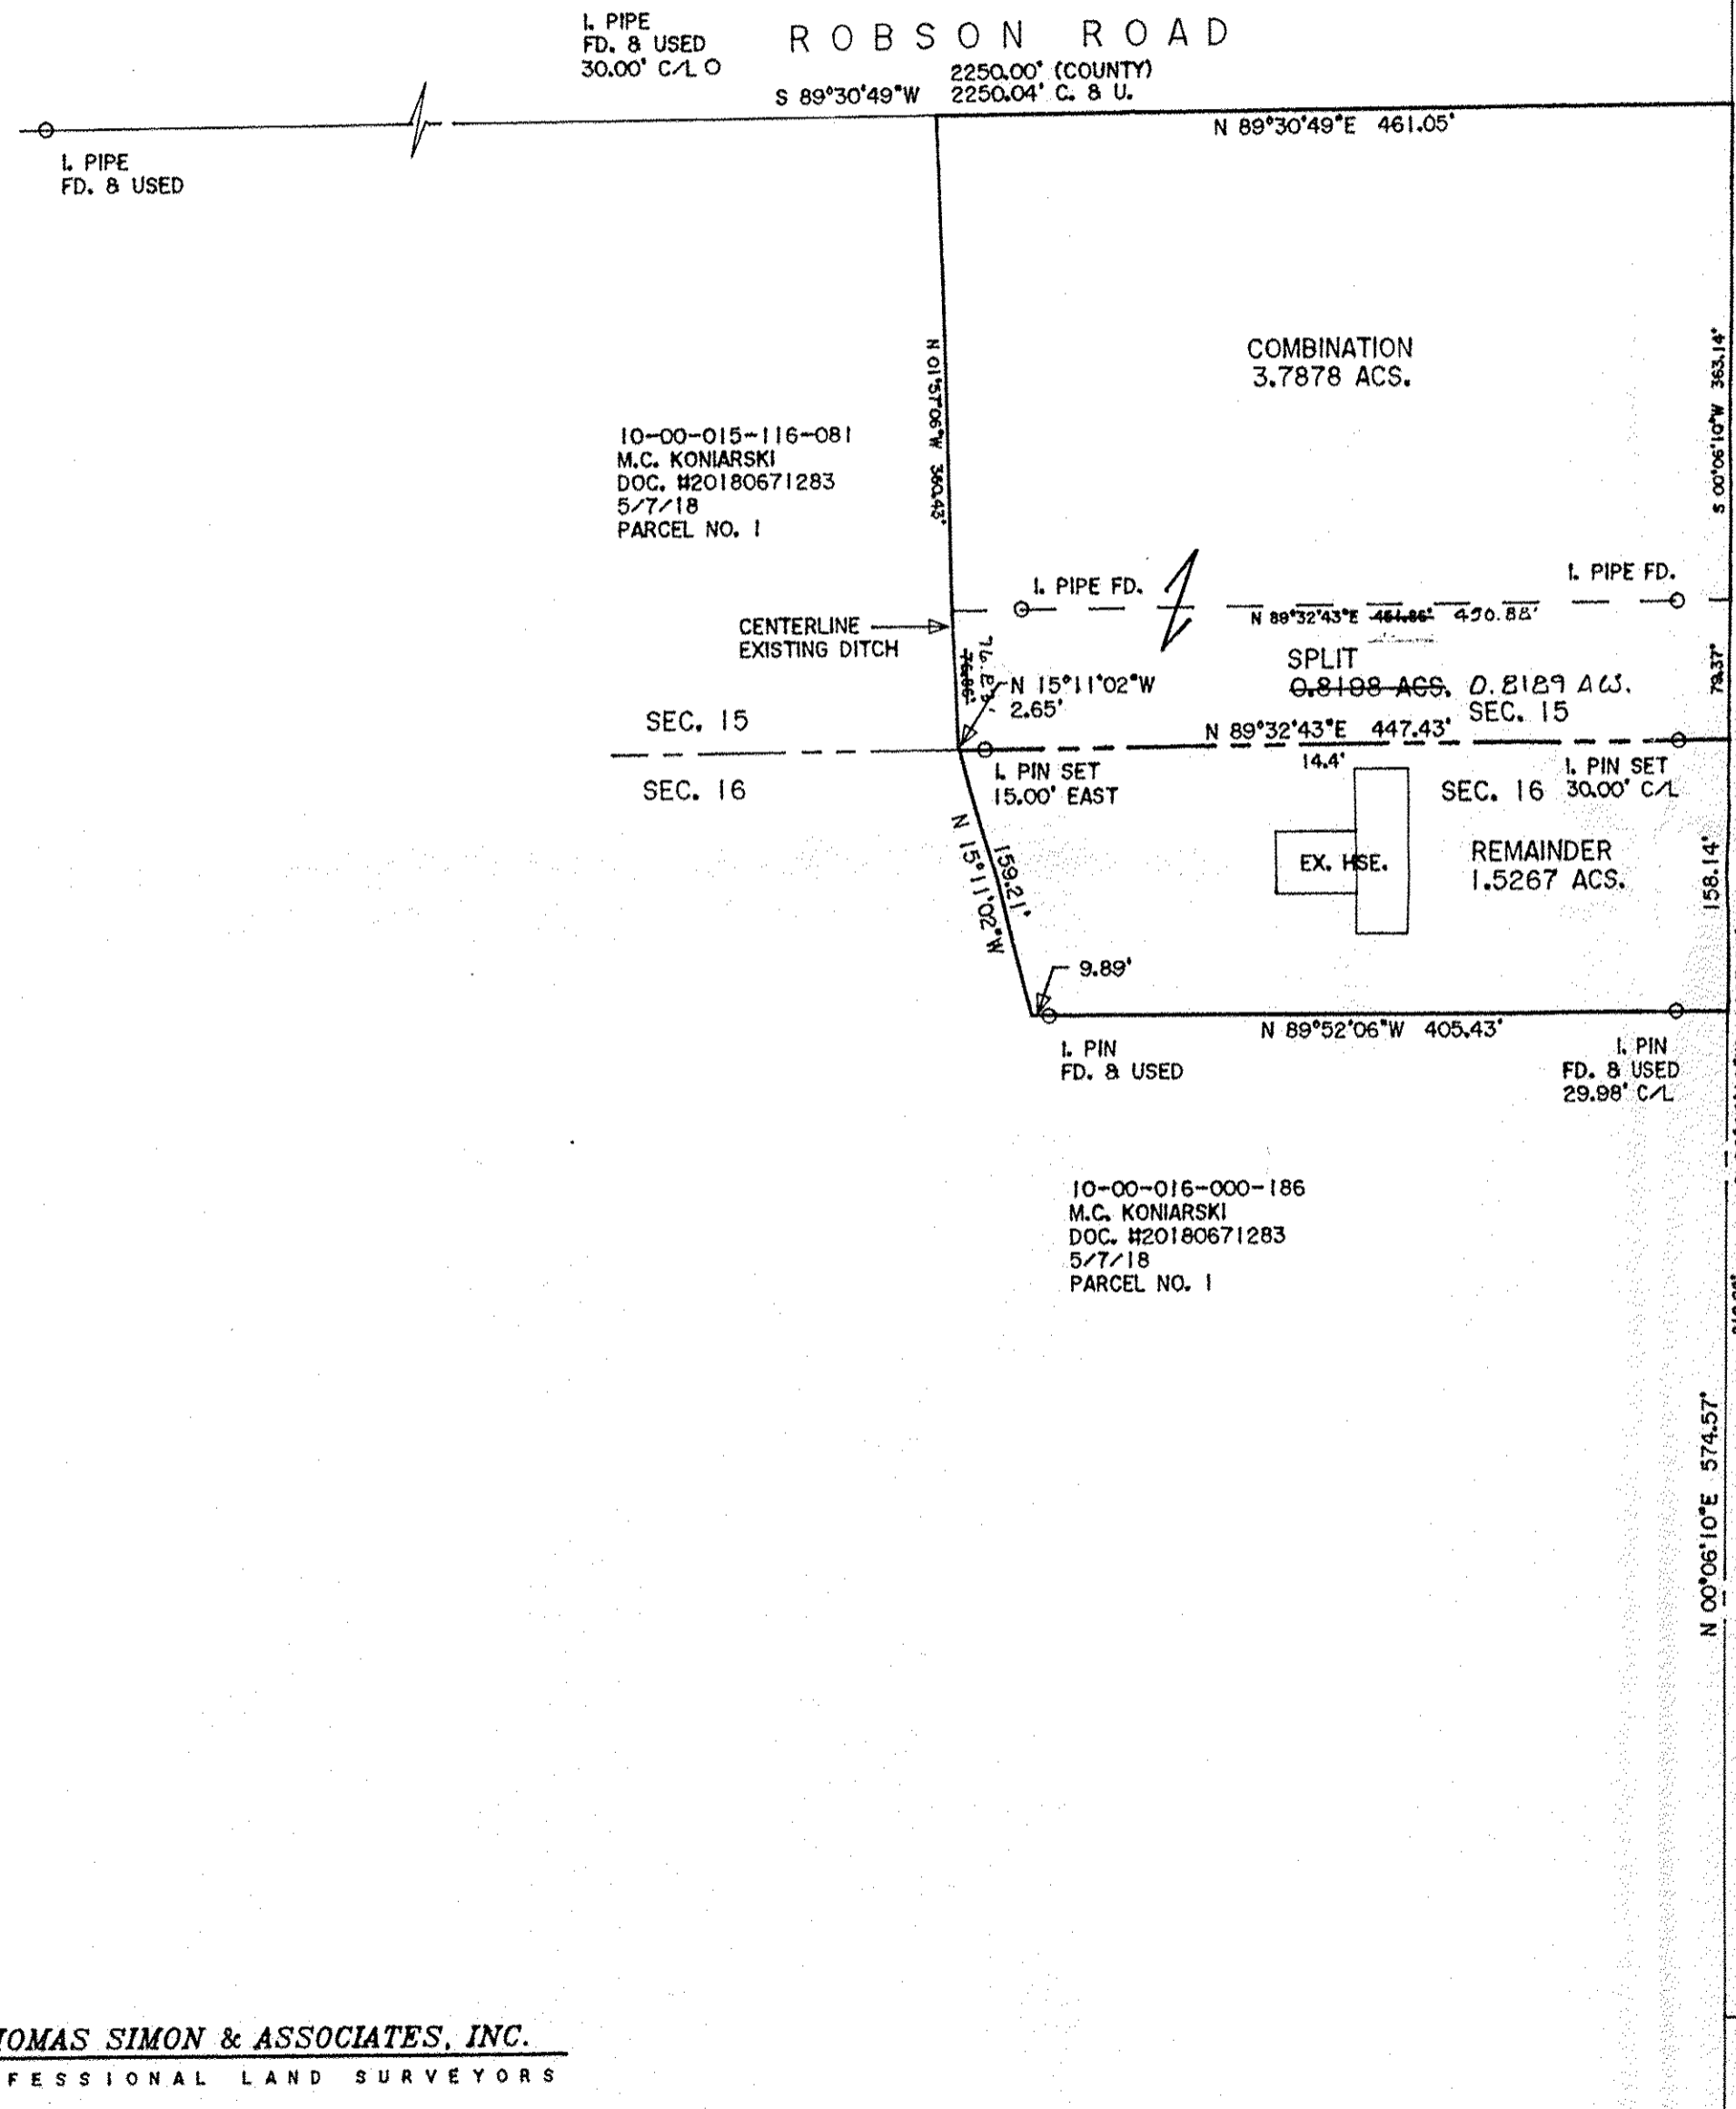 I. PIPE
FD. & USED
30.00' C/L
ROBSON ROAD
2250.00' (COUNTY)
S 89°30'49"W 2250.04' C. & U.
N 89°30'49"E 461.05'
I. PIPE
FD. & USED
COMBINATION
3.7878 ACS.
N 01°57'06"W 360.43'
S 00°06'10"W 363.14'
10-00-015-116-081
M.C. KONIARSKI
DOC. #20180671283
5/7/18
PARCEL NO. 1
I. PIPE FD.
I. PIPE FD.
N 89°32'43"E 450.88'
CENTERLINE
EXISTING DITCH
76.86'
SPLIT
0.8198 ACS. 0.8189 ACS.
SEC. 15
79.37'
N 15°11'02"W
2.65'
SEC. 15
N 89°32'43"E 447.43'
14.4'
SEC. 16
I. PIN SET
15.00' EAST
I. PIN SET
SEC. 16 30.00' C/L
EX. HSE.
REMAINDER
1.5267 ACS.
158.14'
159.21'
N 15°11'02"W
9.89'
N 89°52'06"W 405.43'
I. PIN
FD. & USED
I. PIN
FD. & USED
29.98' C/L
10-00-016-000-186
M.C. KONIARSKI
DOC. #20180671283
5/7/18
PARCEL NO. 1
N 00°06'10"E 574.57'
OMAS SIMON & ASSOCIATES, INC.
FESSIONAL LAND SURVEYORS